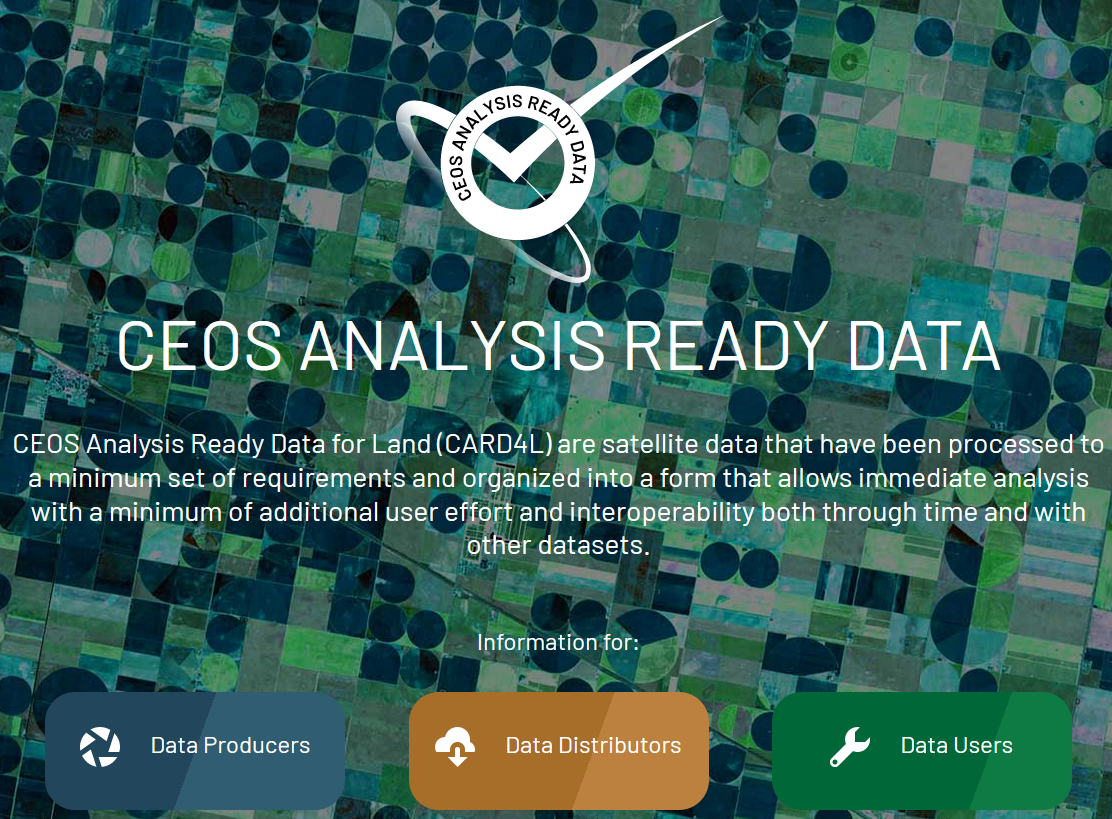 CEOS ANALYSIS READY DATA
CEOS ANALYSIS READY DATA
CEOS Analysis Ready Data for Land (CARD4L) are satellite data that have been processed to
a minimum set of requirements and organized into a form that allows immediate analysis
with a minimum of additional user effort and interoperability both through time and with
other datasets.
Information for:
Data Producers
Data Distributors
Data Users